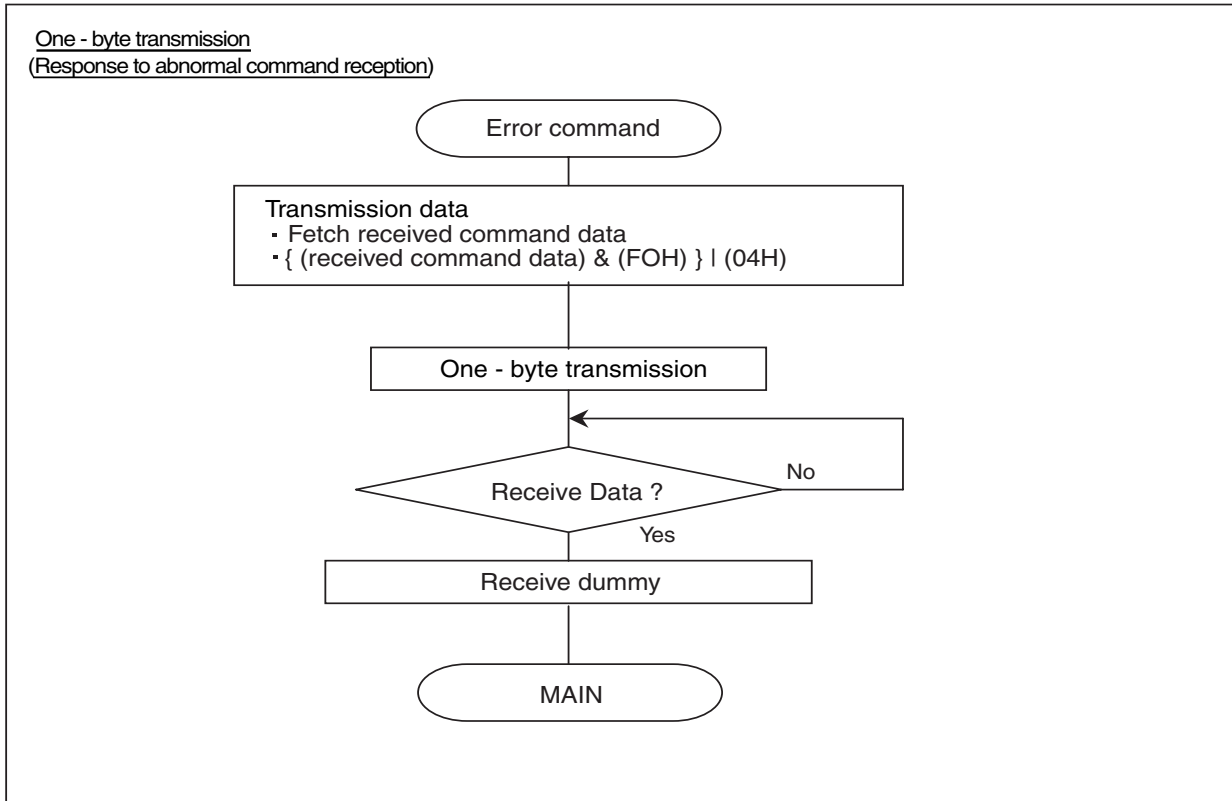 One - byte transmission
(Response to abnormal command reception)
Error command
Transmission data
- Fetch received command data
- { (received command data) & (FOH) } | (04H)
One - byte transmission
No
Receive Data ?
Yes
Receive dummy
MAIN